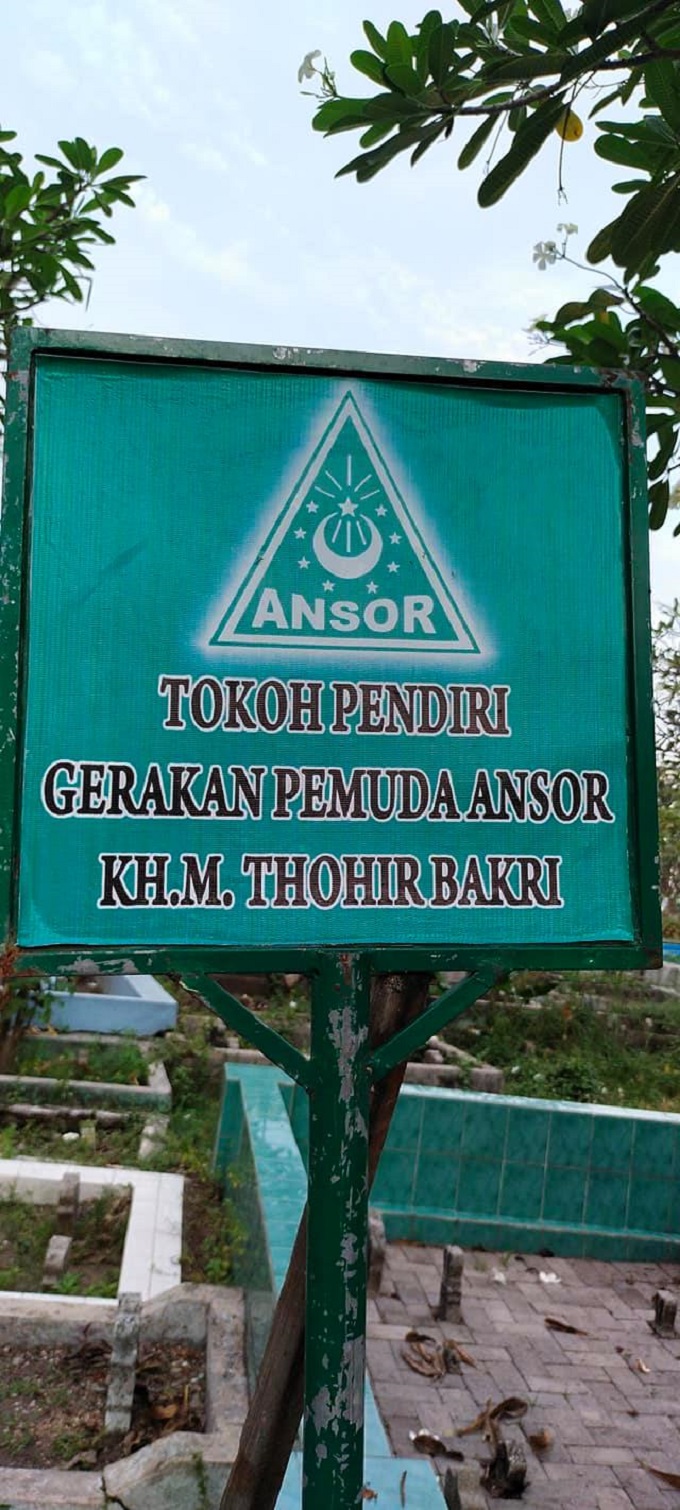 ANSOR
TOKOH PENDIRI
GERAKAN PEMUDA ANSOR
KH.M. THOHIR BAKRI